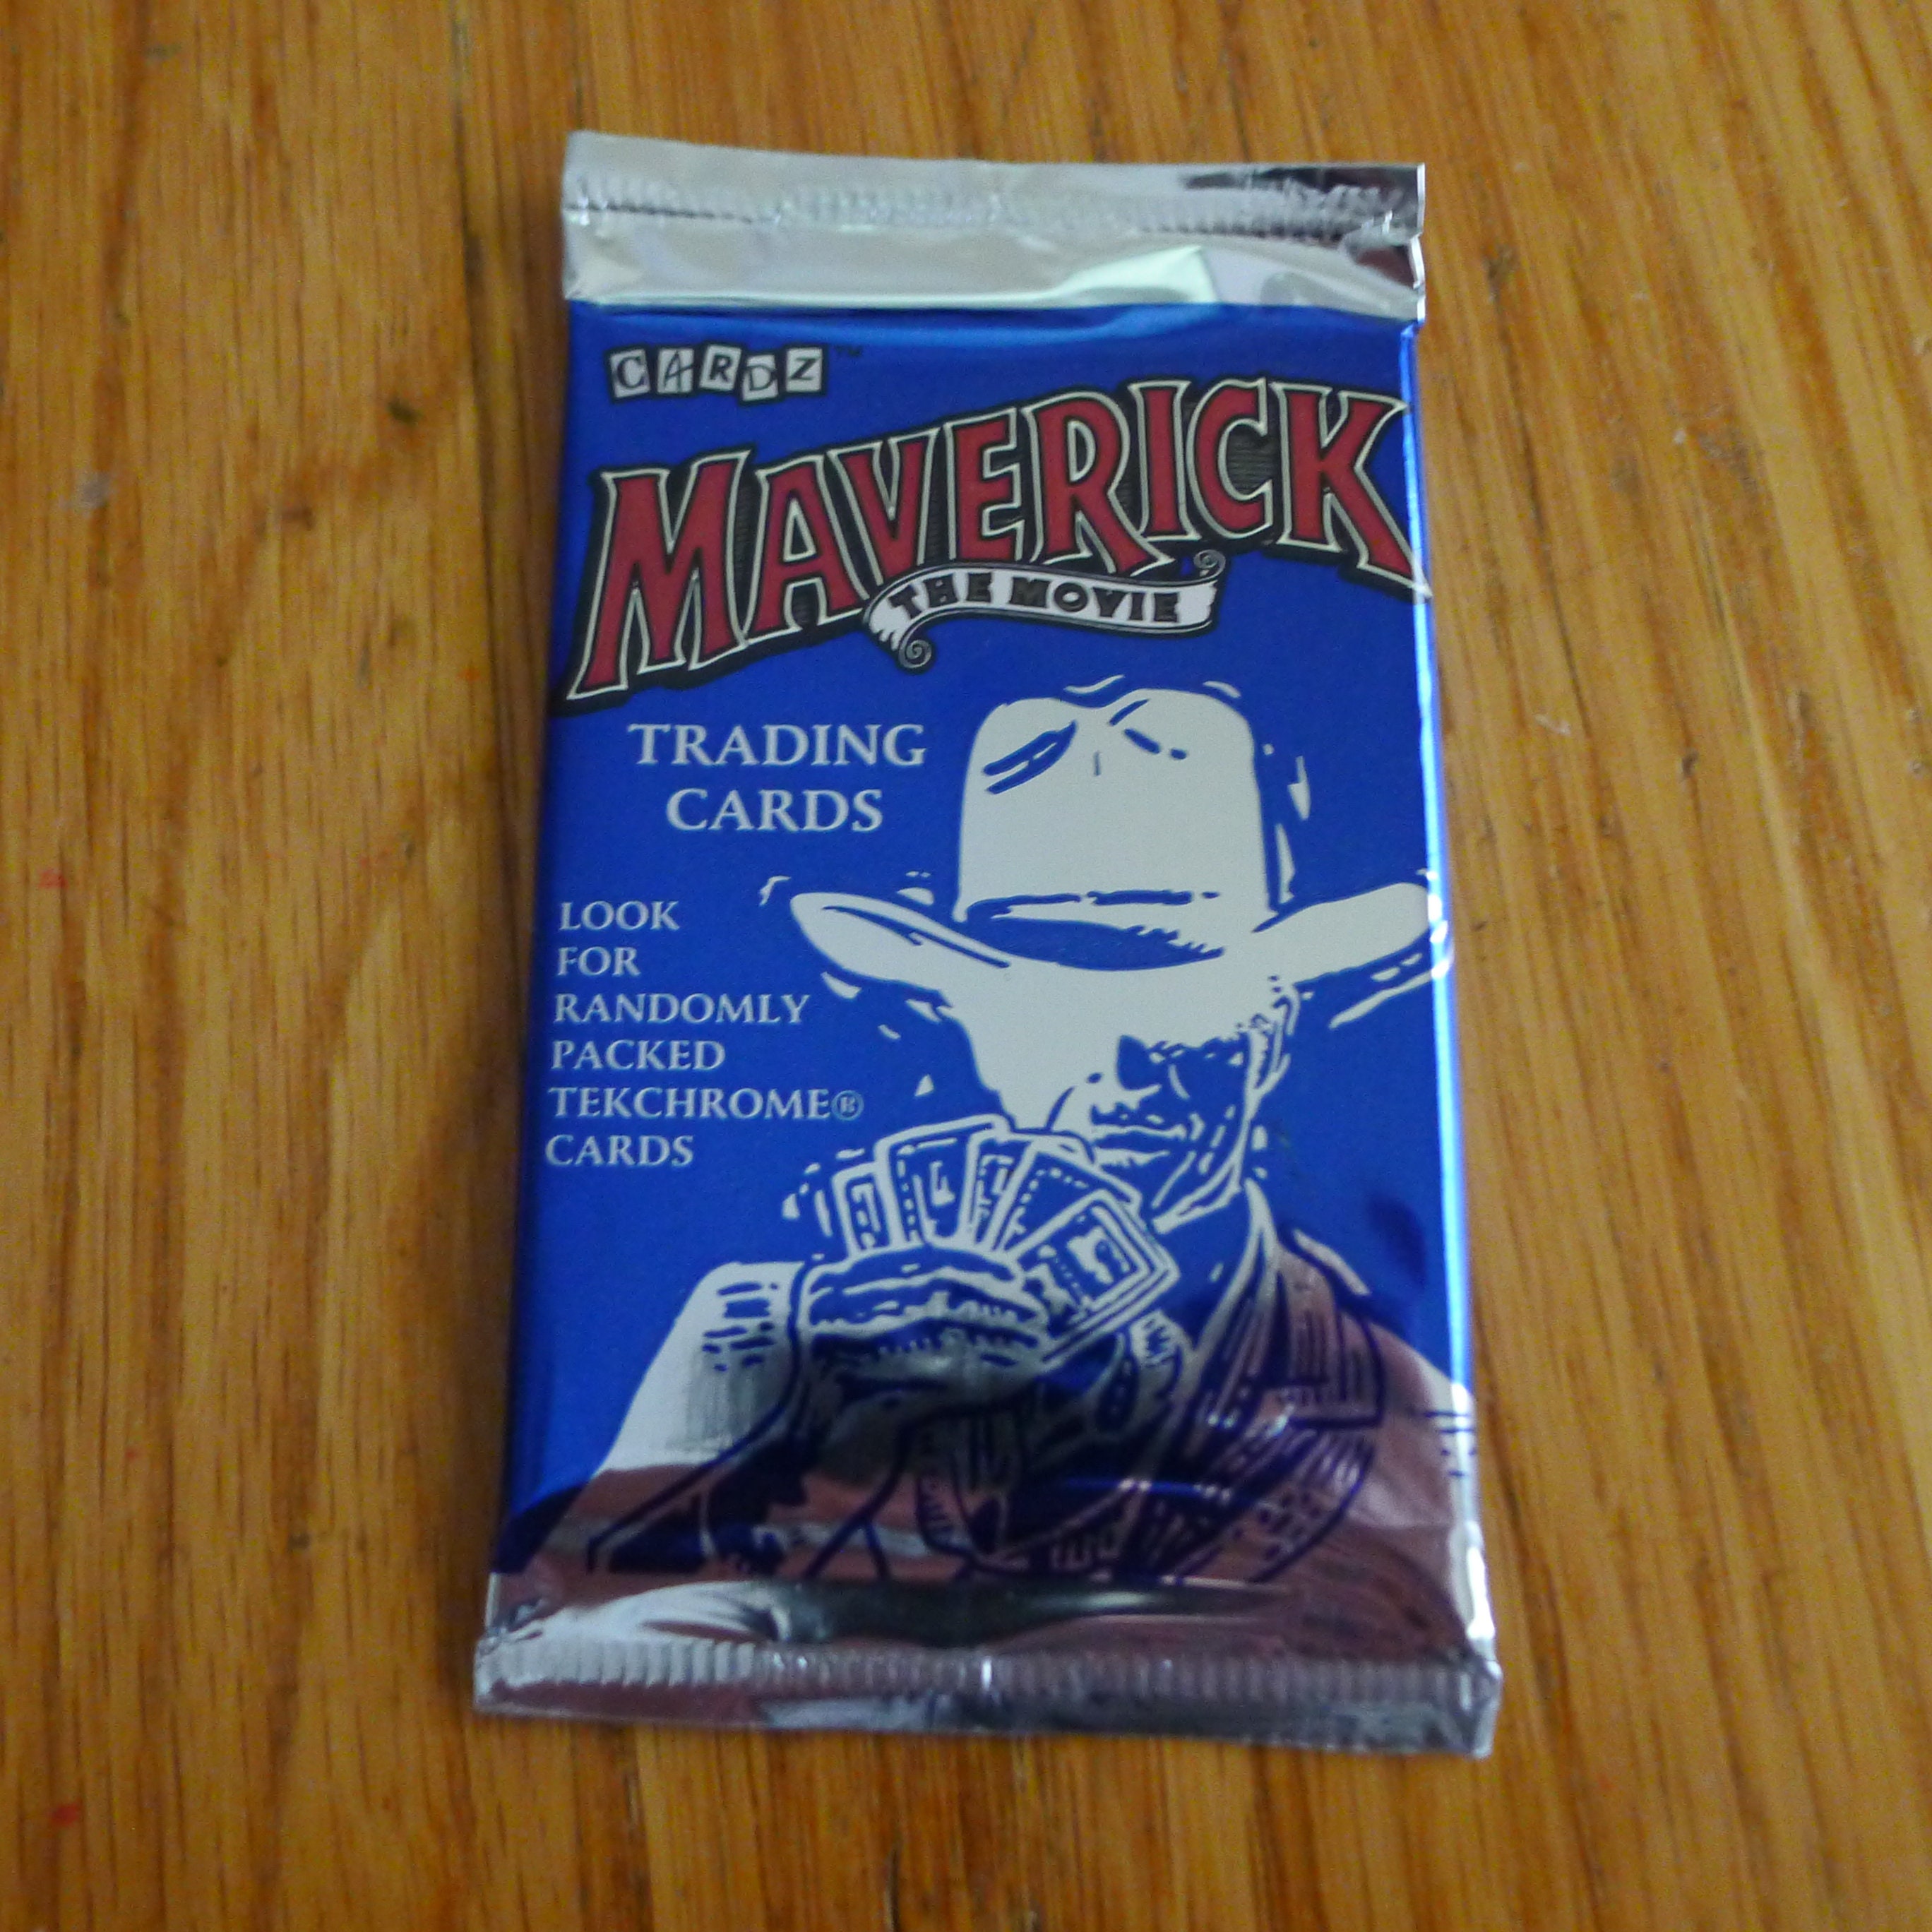 CARDZ™
MAVERICK
THE MOVIE
TRADING
CARDS
LOOK
FOR
RANDOMLY
PACKED
TEKCHROME®
CARDS